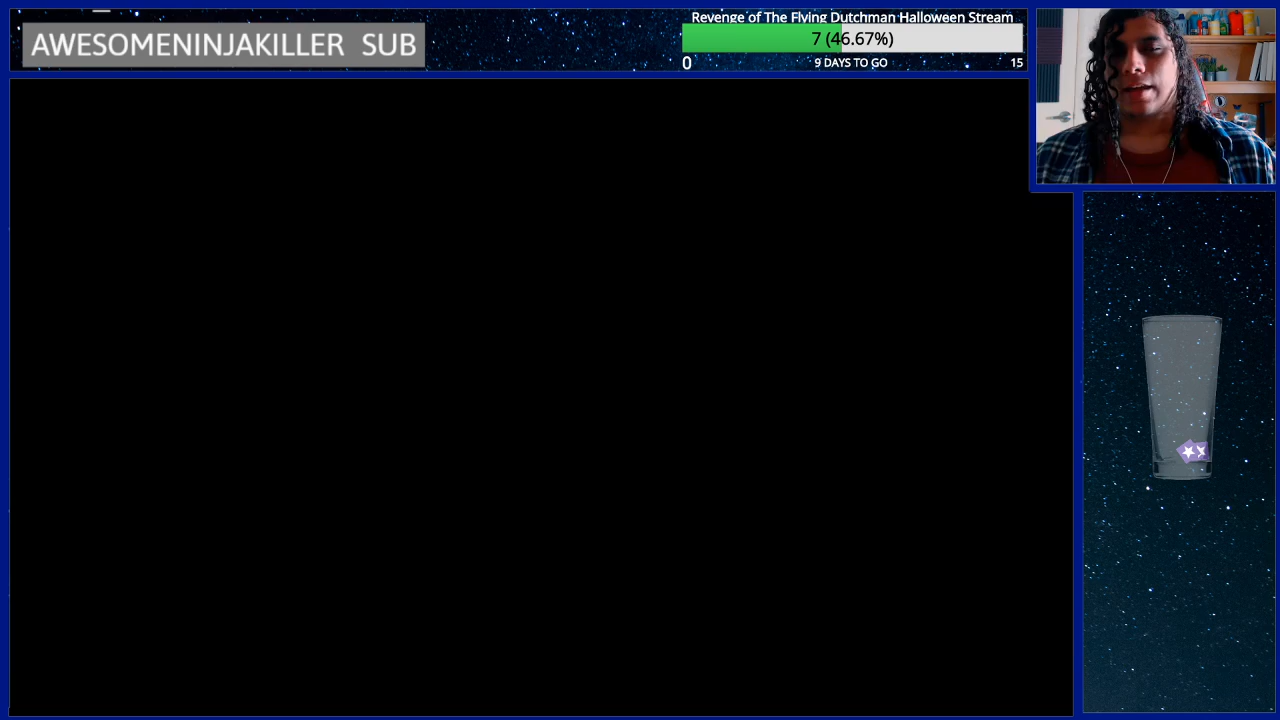 AWESOMENINJAKILLER SUB
Revenge of The Flying Dutchman Halloween Stream
7 (46.67%)
0
9 DAYS TO GO
15